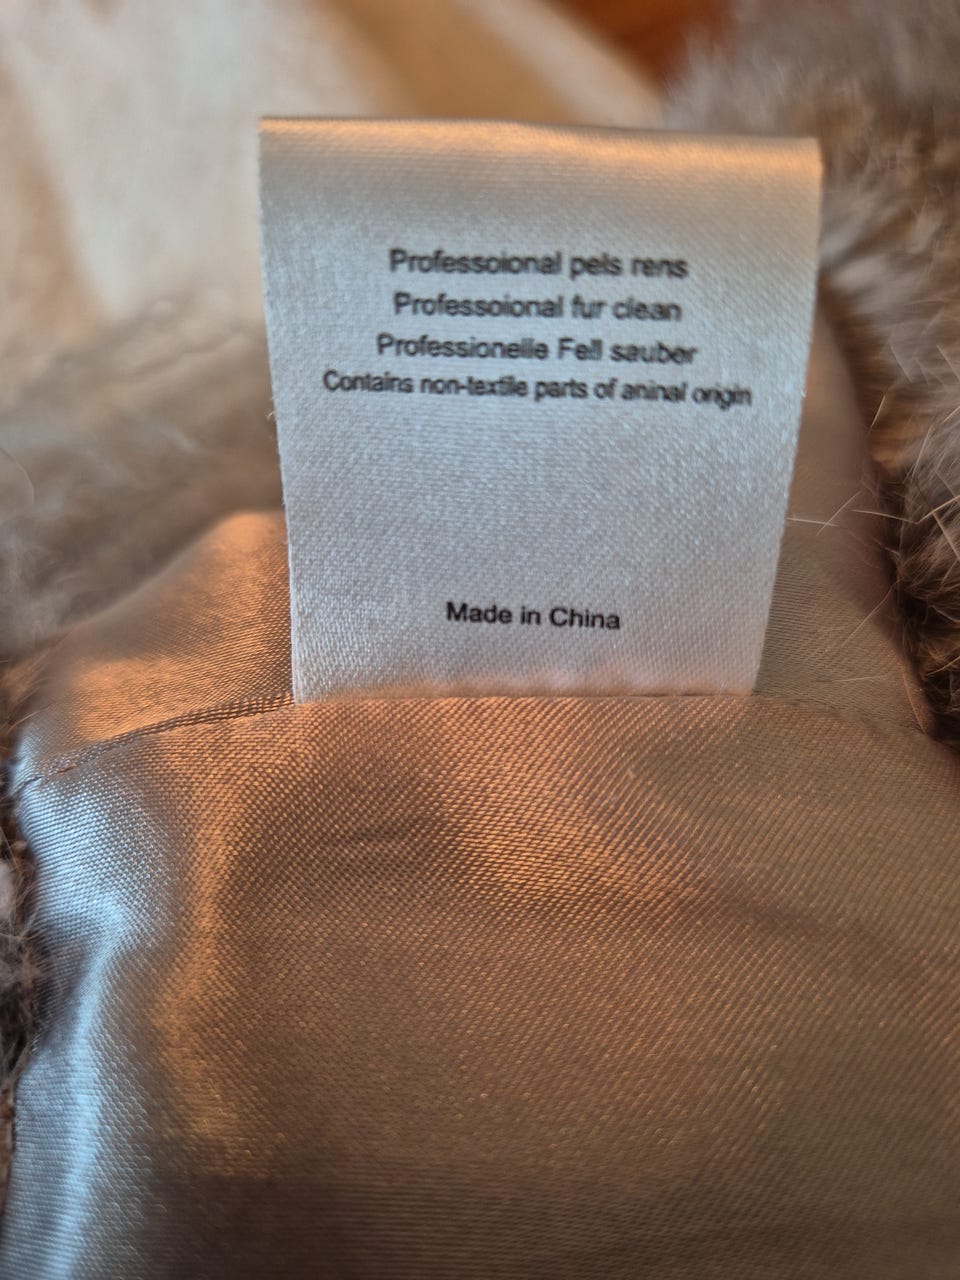 Professoional pels rens
Professoional fur clean
Professionelle Fell sauber
Contains non-textile parts of aninal origin
Made in China